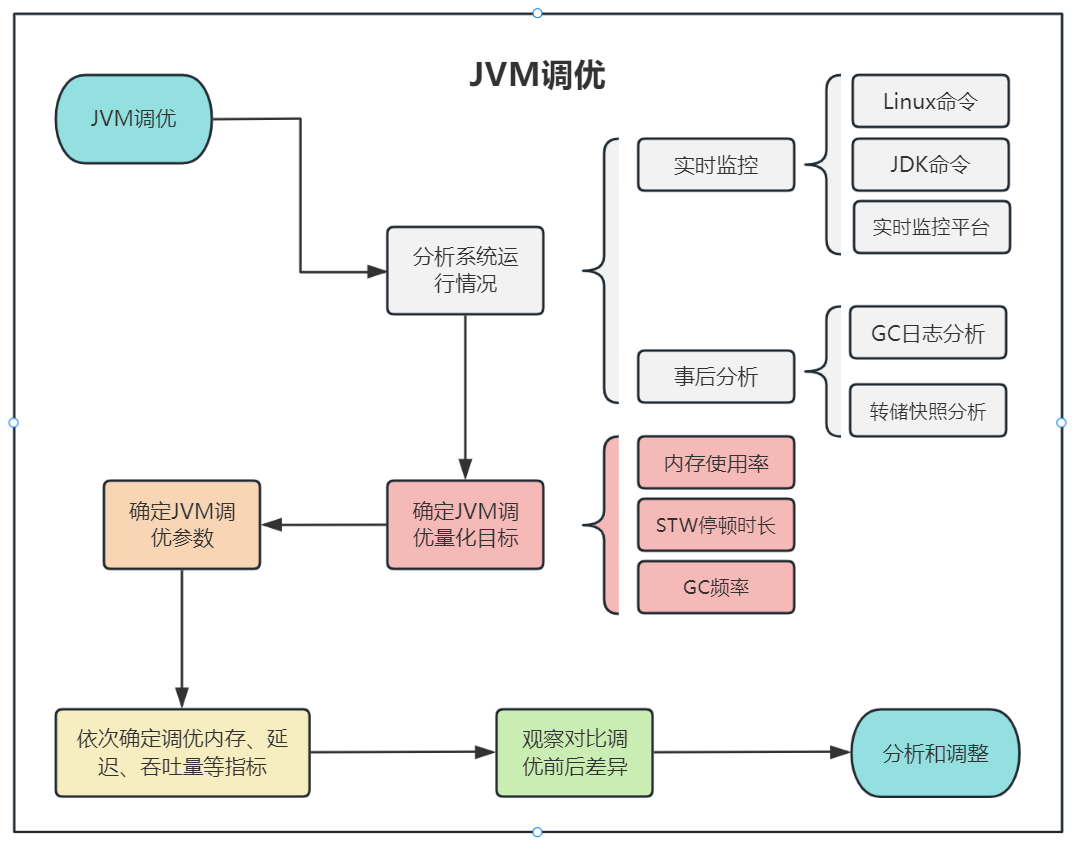 JVM调优
JVM调优
Linux命令
实时监控
JDK命令
实时监控平台
分析系统运
行情况
GC日志分析
事后分析
转储快照分析
内存使用率
确定JVM调
优参数
确定JVM调
优量化目标
STW停顿时长
GC频率
依次确定调优内存、延
迟、吞吐量等指标
观察对比调
优前后差异
分析和调整